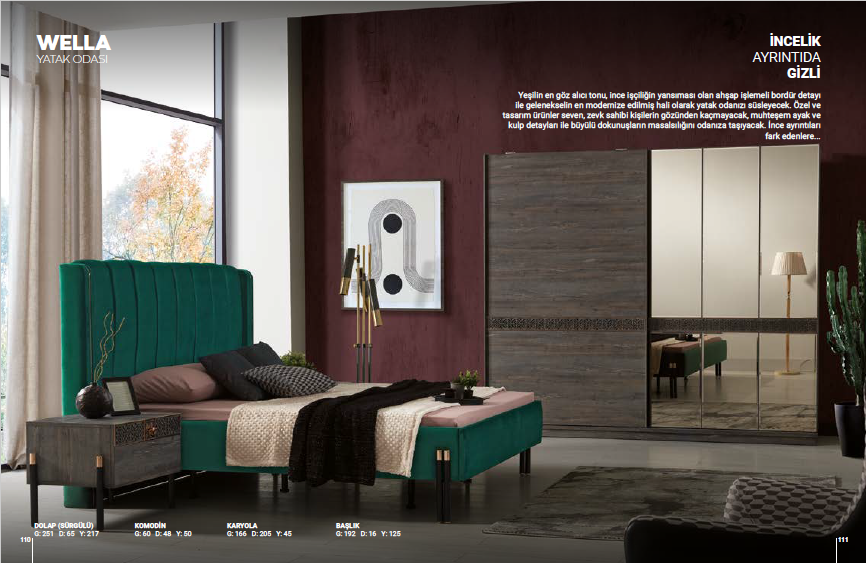 WELLA
YATAK ODASI
İNCELİK
AYRINTIDA
GİZLİ
Yeşilin en göz alıcı tonu, ince işçiliğin yansıması olan ahşap işlemeli bordür detayı
ile gelenekselin en modernize edilmiş hali olarak yatak odanızı süsleyecek. Özel ve
tasarım ürünler seven, zevk sahibi kişilerin gözünden kaçmayacak, muhteşem ayak ve
kulp detayları ile büyülü dokunuşların masalsılığını odanıza taşıyacak. İnce ayrıntıları
fark edenlere...
DOLAP (SÜRGÜLÜ)
G: 251 D: 65 Y: 217
KOMODİN
G: 60 D: 48 Y: 50
KARYOLA
G: 166 D: 205 Y: 45
BAŞLIK
G: 192 D: 16 Y: 125
110
111